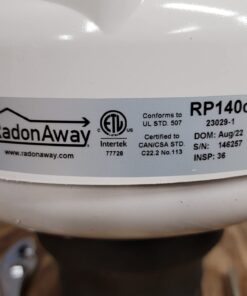 RadonAway
www.radonaway.com
ETL
Intertek
77728
Conforms to
UL STD. 507
Certified to
CAN/CSA STD.
C22.2 No.113
RP140c
23029-1
DOM: Aug/22
S/N: 146257
INSP: 36